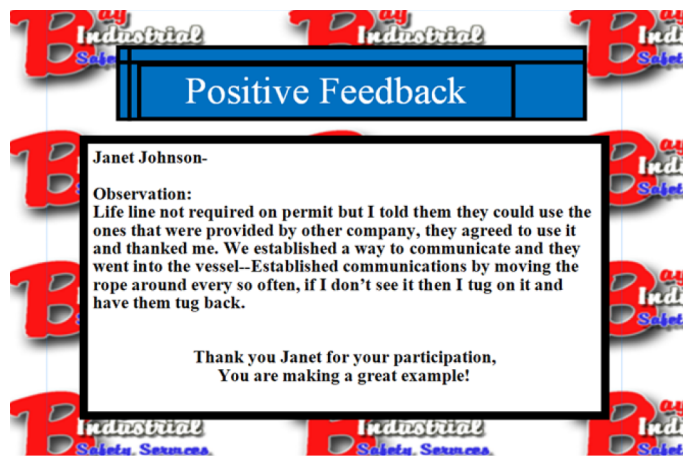 Bay Industrial
Bay Industrial
Positive Feedback
Janet Johnson-
Observation:
Life line not required on permit but I told them they could use the
ones that were provided by other company, they agreed to use it
and thanked me. We established a way to communicate and they
went into the vessel--Established communications by moving the
rope around every so often, if I don't see it then I tug on it and
have them tug back.
Thank you Janet for your participation,
You are making a great example!
Industrial
Industrial
Safety Services
Safety Services